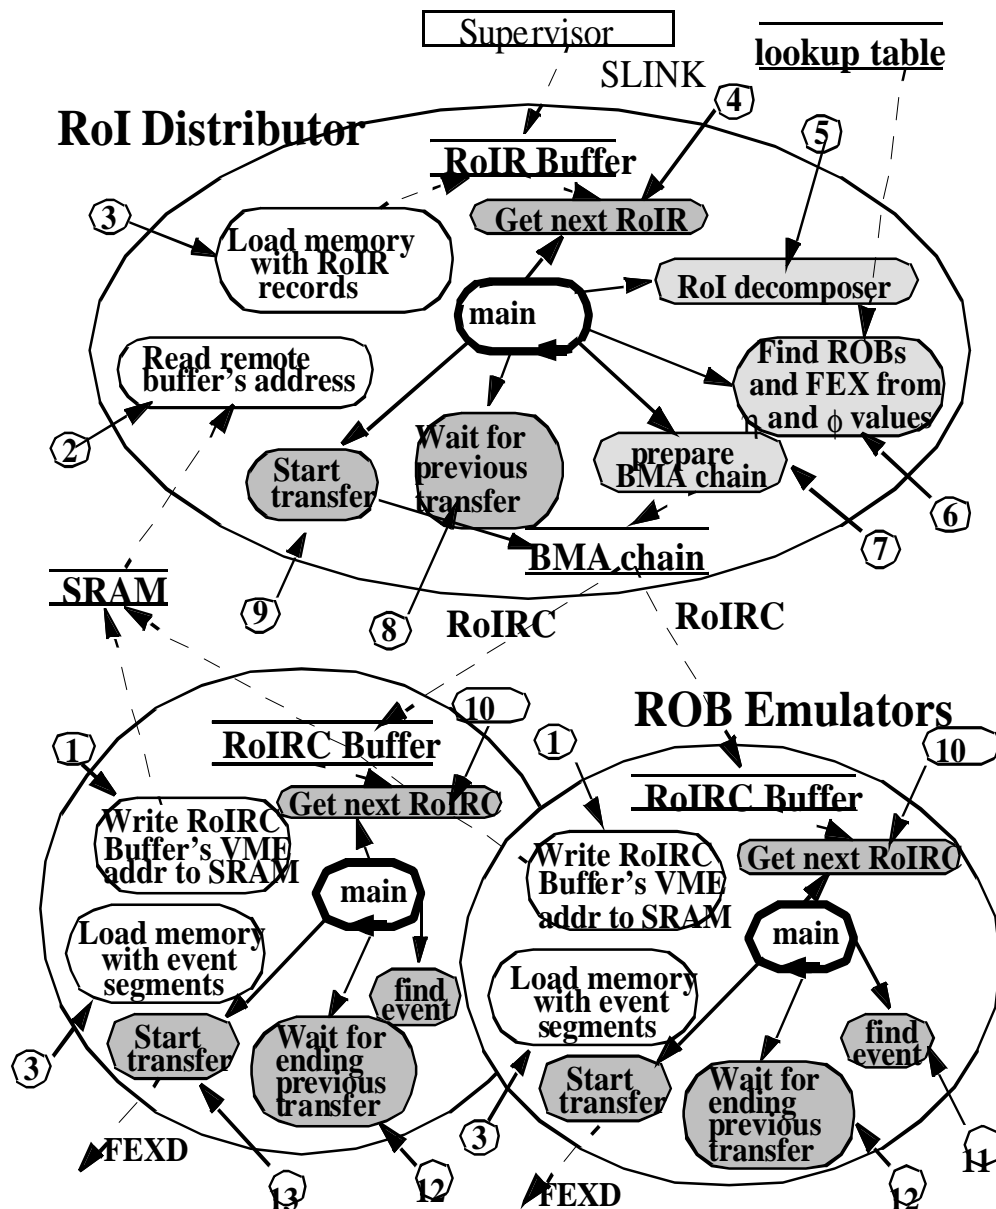 Supervisor
SLINK
lookup table
4
5
RoI Distributor
RoIR Buffer
3
Get next RoIR
Load memory
with RoIR
records
RoI decomposer
main
Read remote
buffer's address
Find ROBs
and FEX from
η and ϕ values
2
Wait for
previous
transfer
Start
transfer
prepare
BMA chain
6
7
BMA chain
SRAM
9
8
RoIRC
RoIRC
10
ROB Emulators
RoIRC Buffer
1
1
10
Get next RoIRC
RoIRC Buffer
Write RoIRC
Buffer's VME
addr to SRAM
Write RoIRC
Buffer's VME
addr to SRAM
Get next RoIRC
main
main
Load memory
with event
segments
Load memory
with event
segments
find
event
Start
transfer
Wait for
ending
previous
transfer
find
event
3
Start
transfer
Wait for
ending
previous
transfer
3
FEXD
13
12
11
12
FEXD